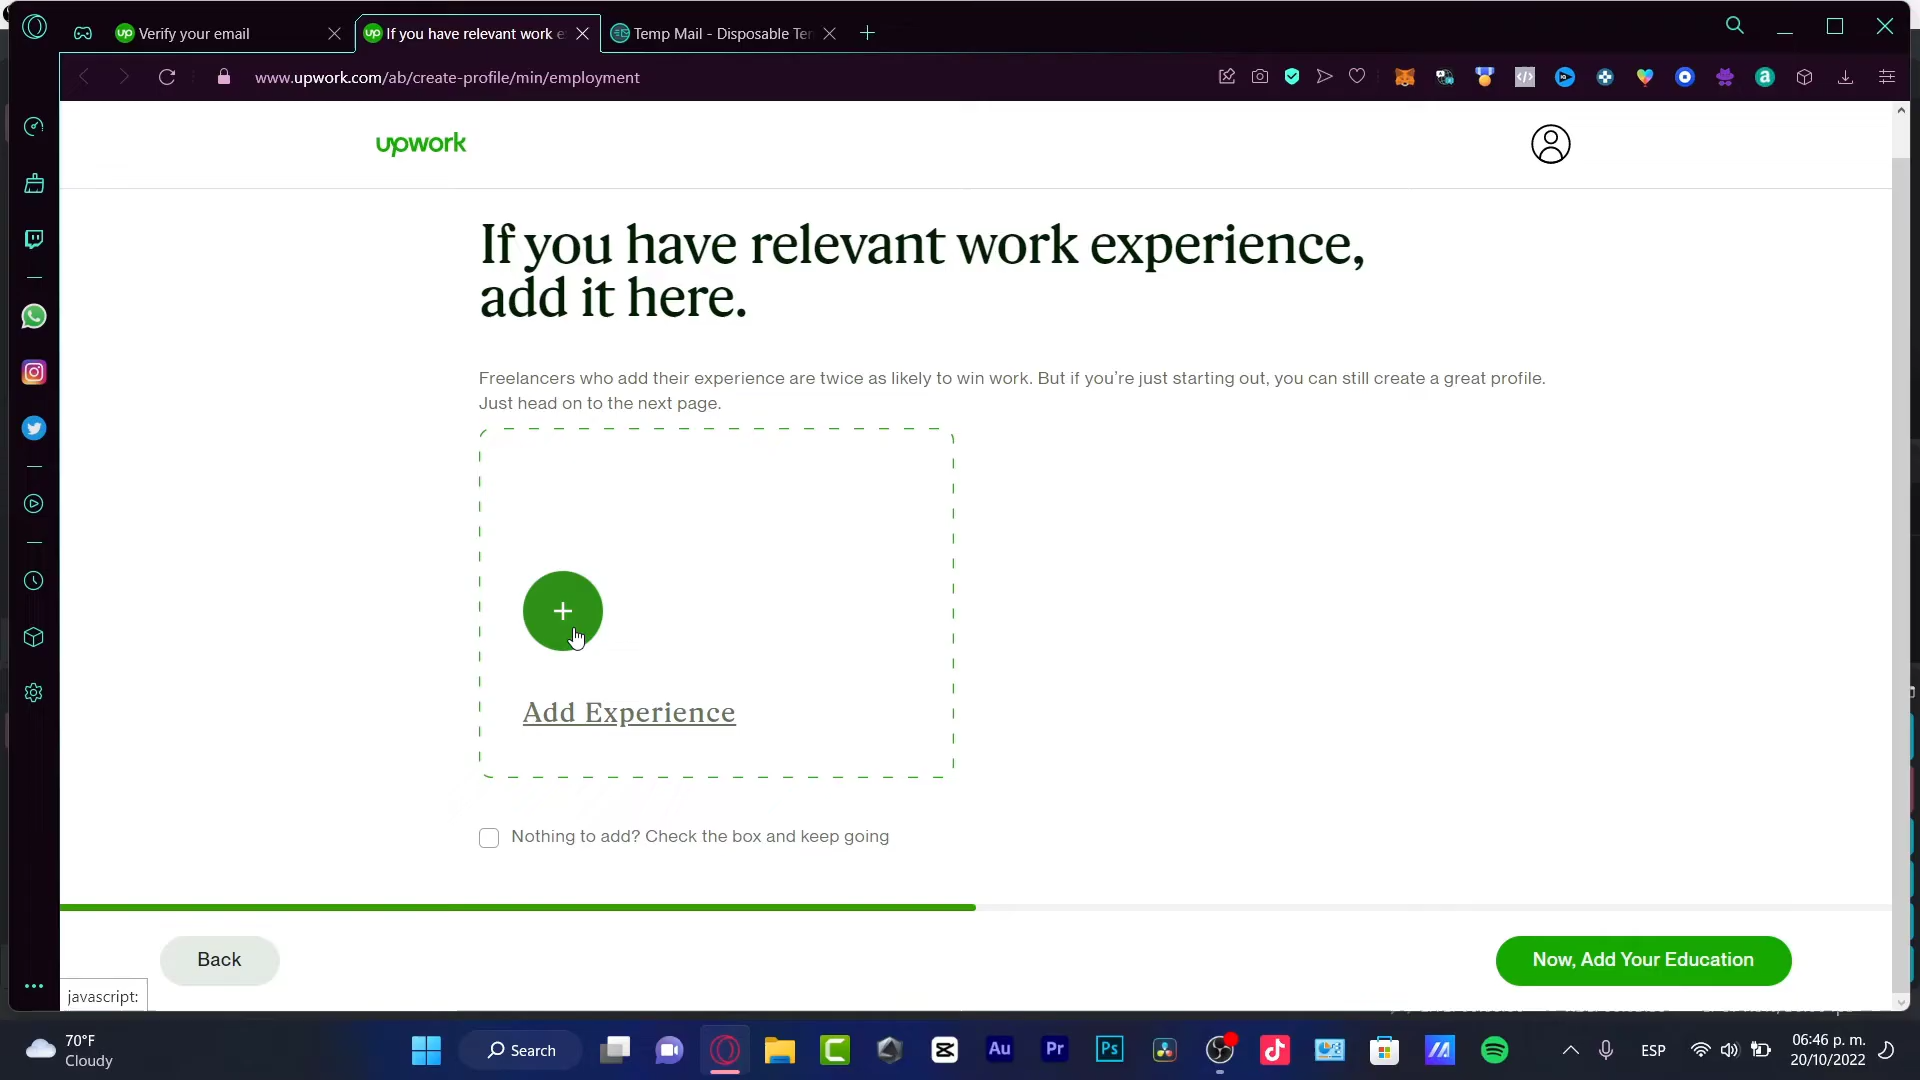 Verify your email
If you have relevant work e
Temp Mail - Disposable Ter
www.upwork.com/ab/create-profile/min/employment
upwork
If you have relevant work experience,
add it here.
Freelancers who add their experience are twice as likely to win work. But if you're just starting out, you can still create a great profile.
Just head on to the next page.
Add Experience
Nothing to add? Check the box and keep going
Back
Now, Add Your Education
javascript:
70°F
Cloudy
Search
Au
Pr
Ps
ESP
06:46 p. m.
20/10/2022